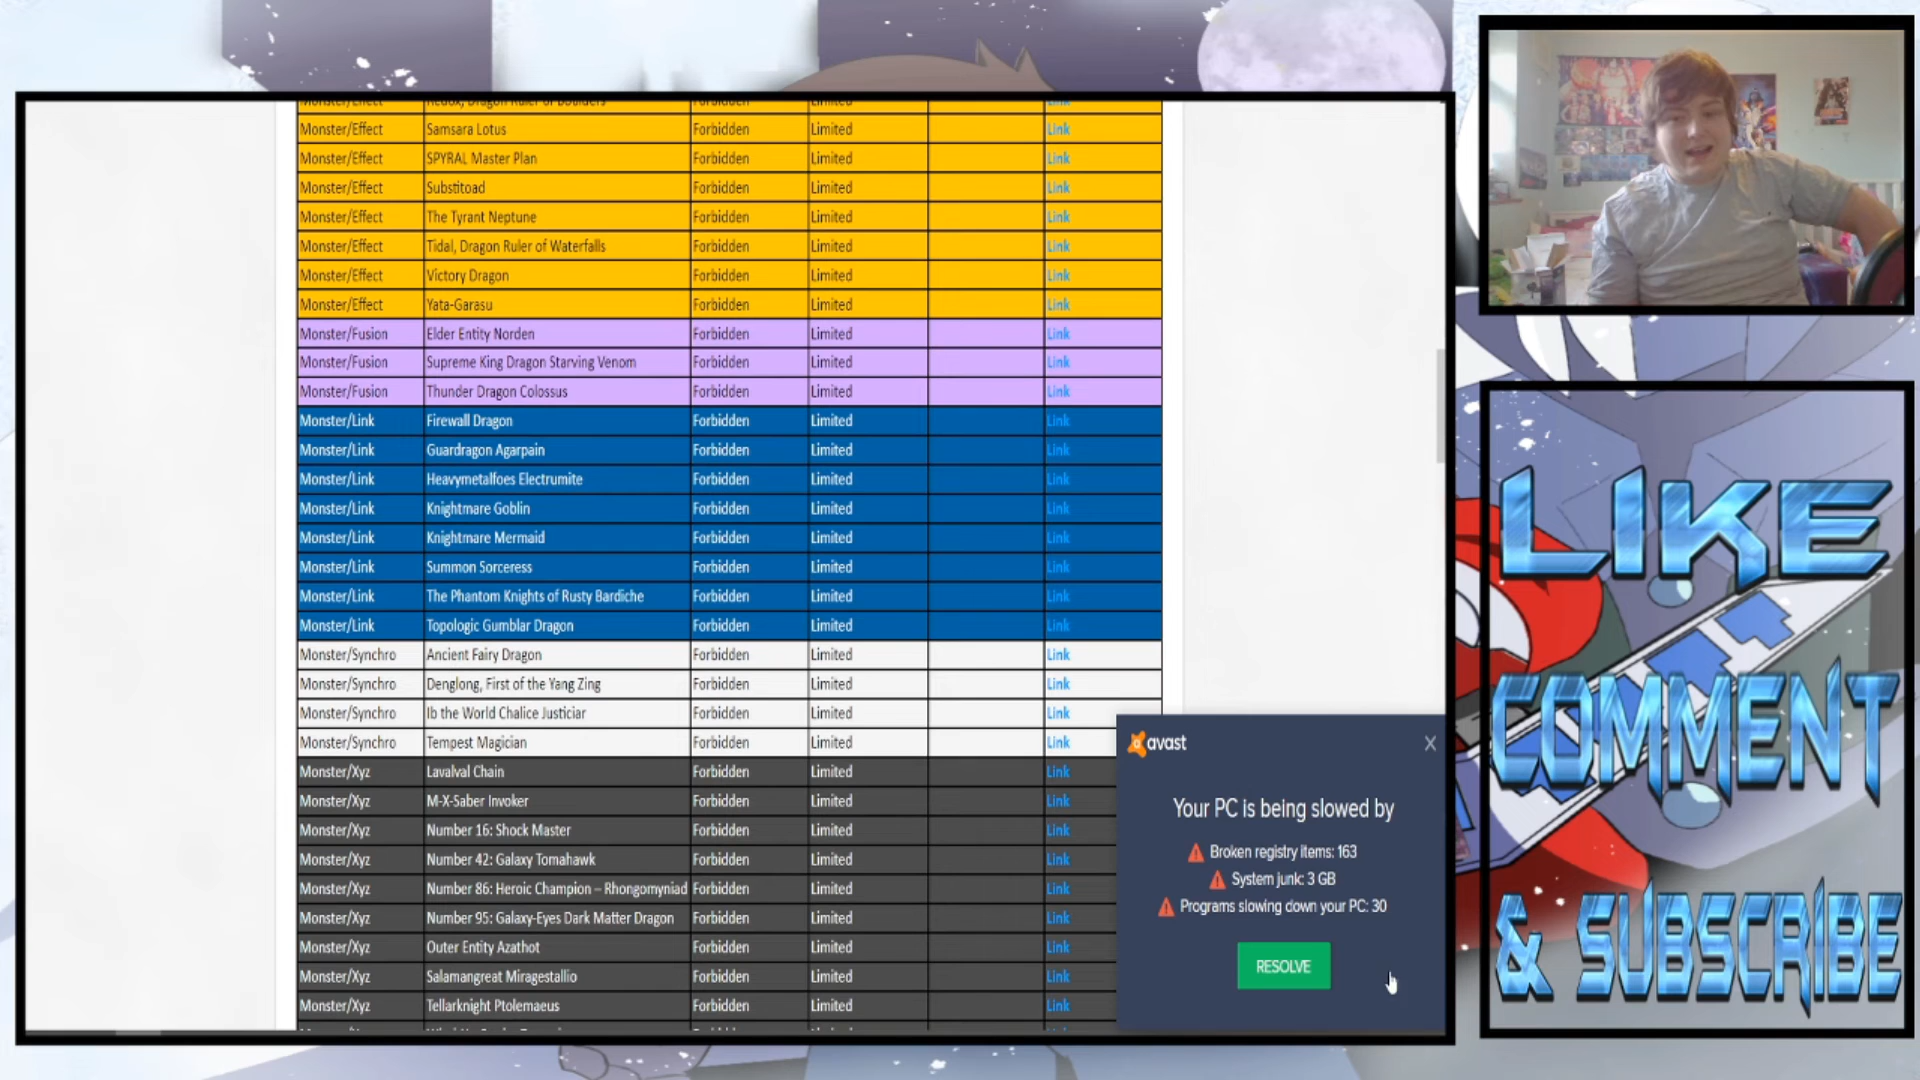 Monster/Effect Redox, Dragon Ruler of Boulders Forbidden Limited Link
Monster/Effect Samsara Lotus Forbidden Limited Link
Monster/Effect SPYRAL Master Plan Forbidden Limited Link
Monster/Effect Substitoad Forbidden Limited Link
Monster/Effect The Tyrant Neptune Forbidden Limited Link
Monster/Effect Tidal, Dragon Ruler of Waterfalls Forbidden Limited Link
Monster/Effect Victory Dragon Forbidden Limited Link
Monster/Effect Yata-Garasu Forbidden Limited Link
Monster/Fusion Elder Entity Norden Forbidden Limited Link
Monster/Fusion Supreme King Dragon Starving Venom Forbidden Limited Link
Monster/Fusion Thunder Dragon Colossus Forbidden Limited Link
Monster/Link Firewall Dragon Forbidden Limited Link
Monster/Link Guardragon Agarpain Forbidden Limited Link
Monster/Link Heavymetalfoes Electrumite Forbidden Limited Link
Monster/Link Knightmare Goblin Forbidden Limited Link
Monster/Link Knightmare Mermaid Forbidden Limited Link
Monster/Link Summon Sorceress Forbidden Limited Link
Monster/Link The Phantom Knights of Rusty Bardiche Forbidden Limited Link
Monster/Link Topologic Gumblar Dragon Forbidden Limited Link
Monster/Synchro Ancient Fairy Dragon Forbidden Limited Link
Monster/Synchro Denglong, First of the Yang Zing Forbidden Limited Link
Monster/Synchro Ib the World Chalice Justiciar Forbidden Limited Link
Monster/Synchro Tempest Magician Forbidden Limited Link
Monster/Xyz Lavalval Chain Forbidden Limited Link
Monster/Xyz M-X-Saber Invoker Forbidden Limited Link
Monster/Xyz Number 16: Shock Master Forbidden Limited Link
Monster/Xyz Number 42: Galaxy Tomahawk Forbidden Limited Link
Monster/Xyz Number 86: Heroic Champion – Rhongomyniad Forbidden Limited Link
Monster/Xyz Number 95: Galaxy-Eyes Dark Matter Dragon Forbidden Limited Link
Monster/Xyz Outer Entity Azathot Forbidden Limited Link
Monster/Xyz Salamangreat Miragestallio Forbidden Limited Link
Monster/Xyz Tellarknight Ptolemaeus Forbidden Limited Link
avast X
Your PC is being slowed by
Broken registry items: 163
System junk: 3 GB
Programs slowing down your PC: 30
RESOLVE
LIKE
COMMENT
& SUBSCRIBE